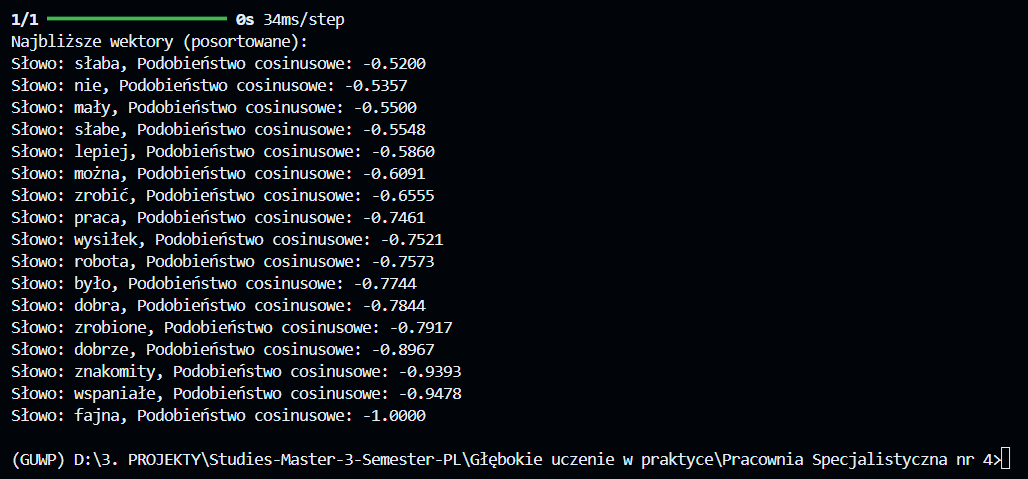 1/1 ━━━━━━━━━━━━━━━━━━━━ 0s 34ms/step
Najbliższe wektory (posortowane):
Słowo: słaba, Podobieństwo cosinusowe: -0.5200
Słowo: nie, Podobieństwo cosinusowe: -0.5357
Słowo: mały, Podobieństwo cosinusowe: -0.5500
Słowo: słabe, Podobieństwo cosinusowe: -0.5548
Słowo: lepiej, Podobieństwo cosinusowe: -0.5860
Słowo: można, Podobieństwo cosinusowe: -0.6091
Słowo: zrobić, Podobieństwo cosinusowe: -0.6555
Słowo: praca, Podobieństwo cosinusowe: -0.7461
Słowo: wysiłek, Podobieństwo cosinusowe: -0.7521
Słowo: robota, Podobieństwo cosinusowe: -0.7573
Słowo: było, Podobieństwo cosinusowe: -0.7744
Słowo: dobra, Podobieństwo cosinusowe: -0.7844
Słowo: zrobione, Podobieństwo cosinusowe: -0.7917
Słowo: dobrze, Podobieństwo cosinusowe: -0.8967
Słowo: znakomity, Podobieństwo cosinusowe: -0.9393
Słowo: wspaniałe, Podobieństwo cosinusowe: -0.9478
Słowo: fajna, Podobieństwo cosinusowe: -1.0000
(GUWP) D:\3. PROJEKTY\Studies-Master-3-Semester-PL\Głębokie uczenie w praktyce\Pracownia Specjalistyczna nr 4>